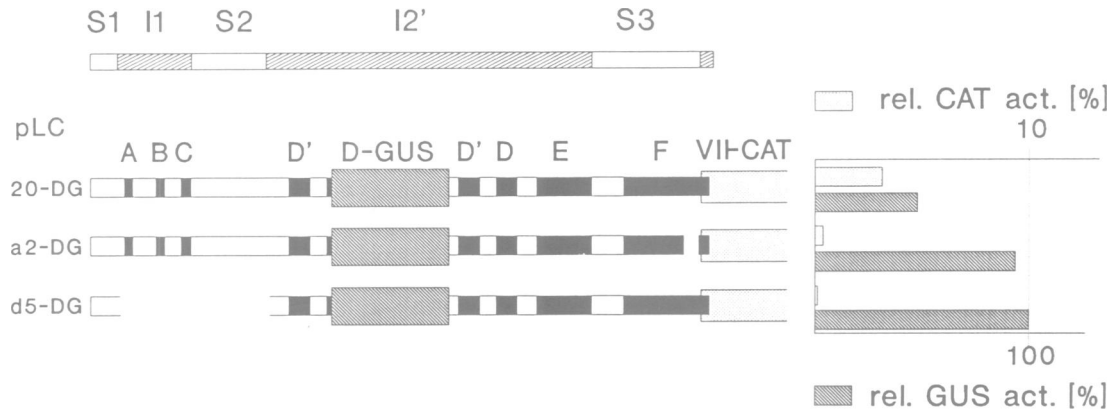 S1 I1 S2 I2' S3
rel. CAT act. [%]
10
pLC
A B C D' D-GUS D' D E F VII-CAT
20-DG
a2-DG
d5-DG
100
rel. GUS act. [%]